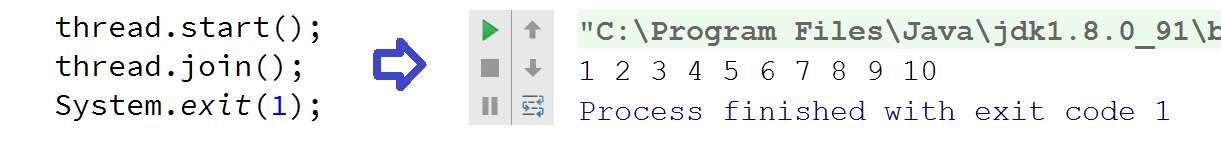 thread.start();
thread.join();
System.exit(1);
"C:\Program Files\Java\jdk1.8.0_91\b
1 2 3 4 5 6 7 8 9 10
Process finished with exit code 1